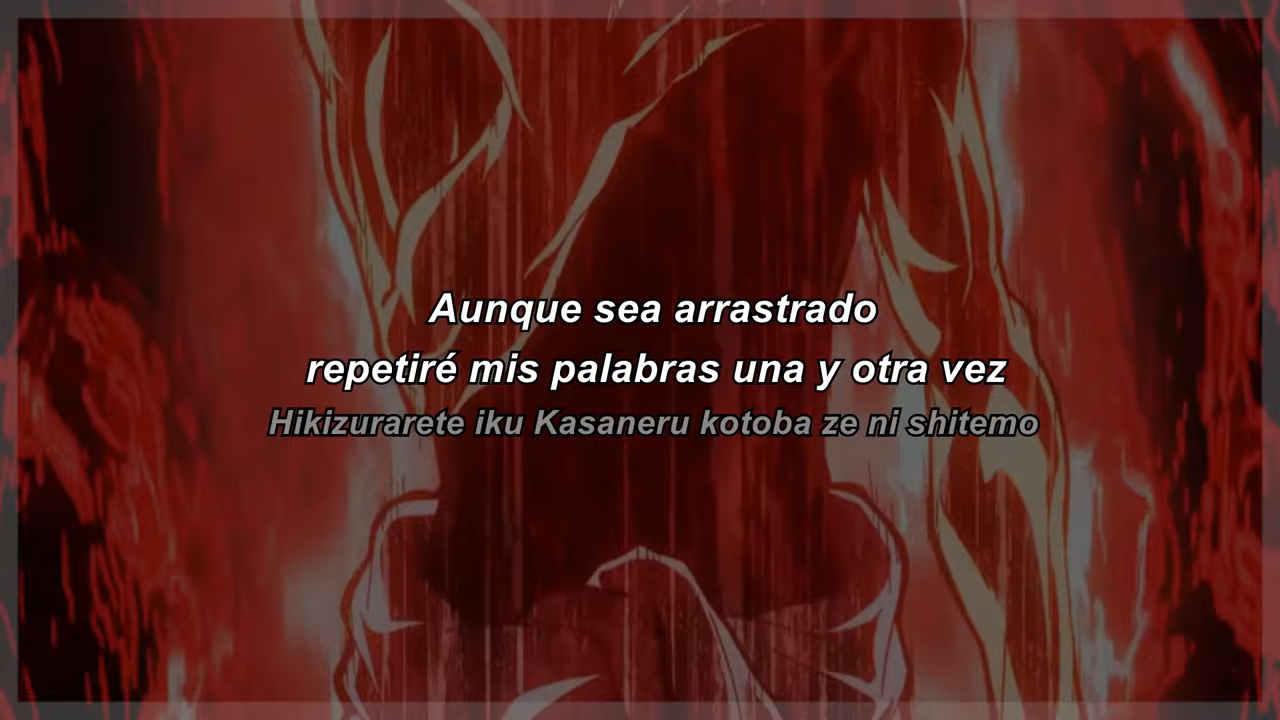 Aunque sea arrastrado
repetiré mis palabras una y otra vez
Hikizurarete iku Kasaneru kotoba ze ni shitemo